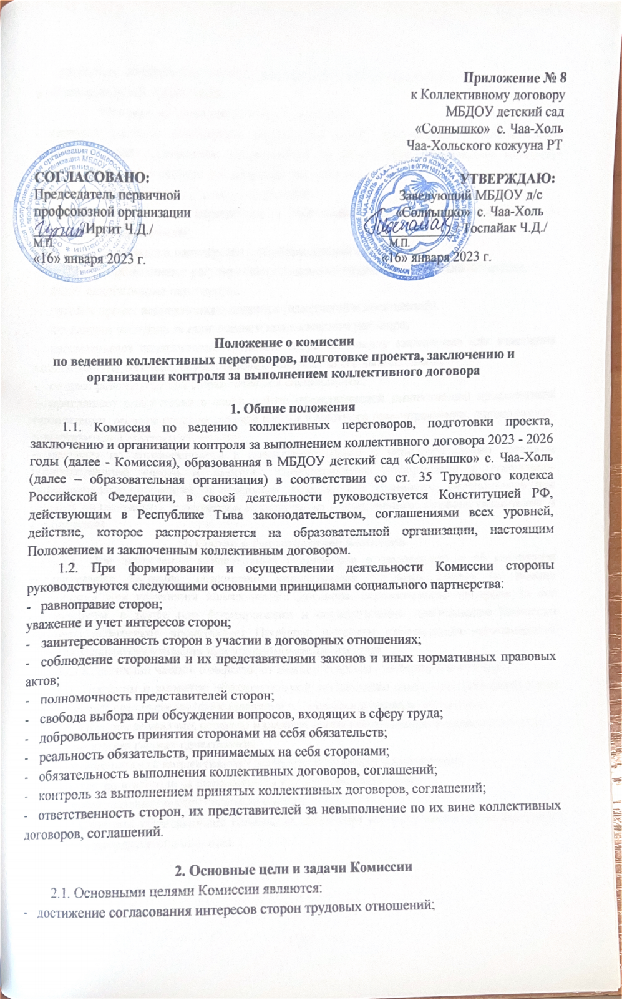 Приложение № 8
к Коллективному договору
МБДОУ детский сад
«Солнышко» с. Чаа-Холь
Чаа-Хольского кожууна РТ
СОГЛАСОВАНО:
Председатель первичной
профсоюзной организации
Иргит /Иргит Ч.Д./
М.П.
«16» января 2023 г.
УТВЕРЖДАЮ:
Заведующий МБДОУ д/с
«Солнышко» с. Чаа-Холь
Госпайак Ч.Д./
М.П.
«16» января 2023 г.
Положение о комиссии
по ведению коллективных переговоров, подготовке проекта, заключению и
организации контроля за выполнением коллективного договора
1. Общие положения
1.1. Комиссия по ведению коллективных переговоров, подготовки проекта,
заключению и организации контроля за выполнением коллективного договора 2023 - 2026
годы (далее - Комиссия), образованная в МБДОУ детский сад «Солнышко» с. Чаа-Холь
(далее – образовательная организация) в соответствии со ст. 35 Трудового кодекса
Российской Федерации, в своей деятельности руководствуется Конституцией РФ,
действующим в Республике Тыва законодательством, соглашениями всех уровней,
действие, которое распространяется на образовательной организации, настоящим
Положением и заключенным коллективным договором.
1.2. При формировании и осуществлении деятельности Комиссии стороны
руководствуются следующими основными принципами социального партнерства:
- равноправие сторон;
уважение и учет интересов сторон;
- заинтересованность сторон в участии в договорных отношениях;
- соблюдение сторонами и их представителями законов и иных нормативных правовых
актов;
- полномочность представителей сторон;
- свобода выбора при обсуждении вопросов, входящих в сферу труда;
- добровольность принятия сторонами на себя обязательств;
- реальность обязательств, принимаемых на себя сторонами;
- обязательность выполнения коллективных договоров, соглашений;
- контроль за выполнением принятых коллективных договоров, соглашений;
- ответственность сторон, их представителей за невыполнение по их вине коллективных
договоров, соглашений.
2. Основные цели и задачи Комиссии
2.1. Основными целями Комиссии являются:
- достижение согласования интересов сторон трудовых отношений;